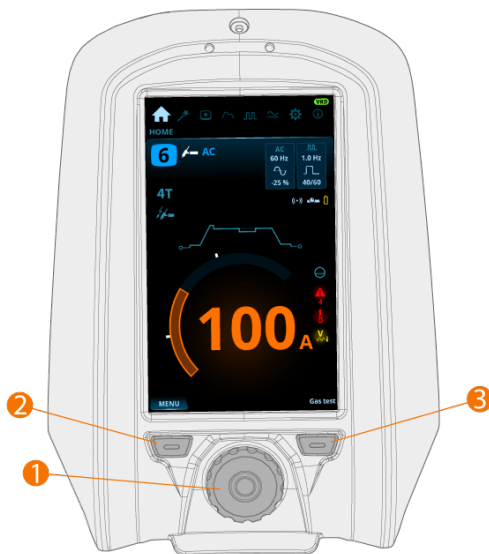 VRD
HOME
6 AC
AC
60 Hz
-25 %
1.0 Hz
40/60
4T
100 A
V
MENU
Gas test
1
2
3